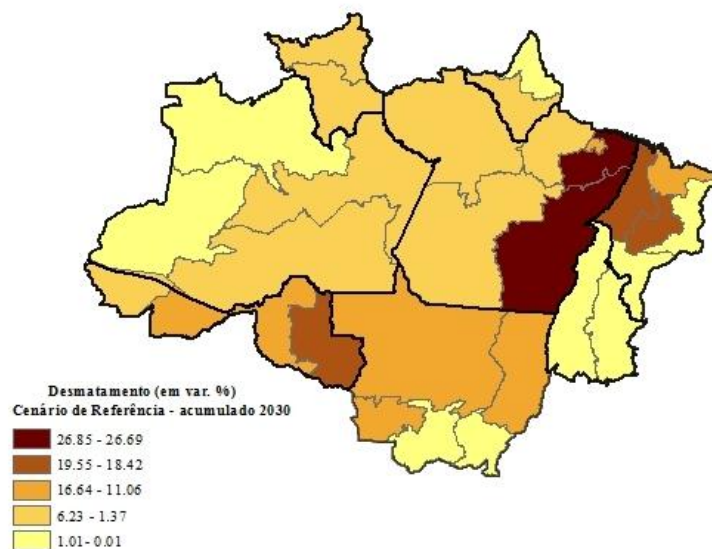 Desmatamento (em var. %)
Cenário de Referência - acumulado 2030
26.85 - 26.69
19.55 - 18.42
16.64 - 11.06
6.23 - 1.37
1.01- 0.01